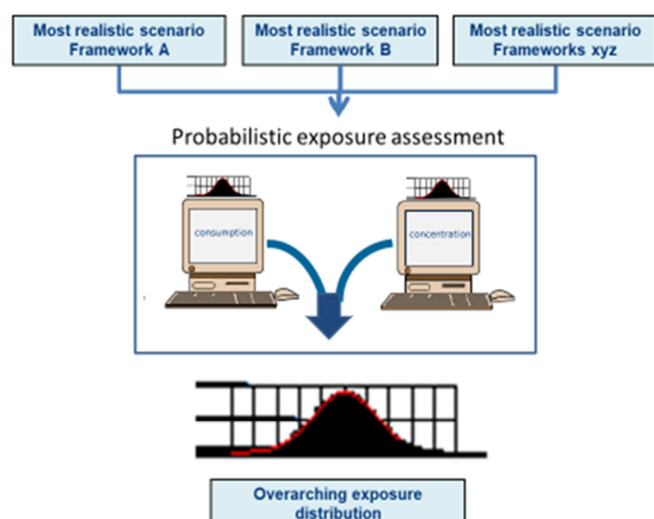 Most realistic scenario
Framework A
Most realistic scenario
Framework B
Most realistic scenario
Frameworks xyz
Probabilistic exposure assessment
consumption
concentration
Overarching exposure
distribution